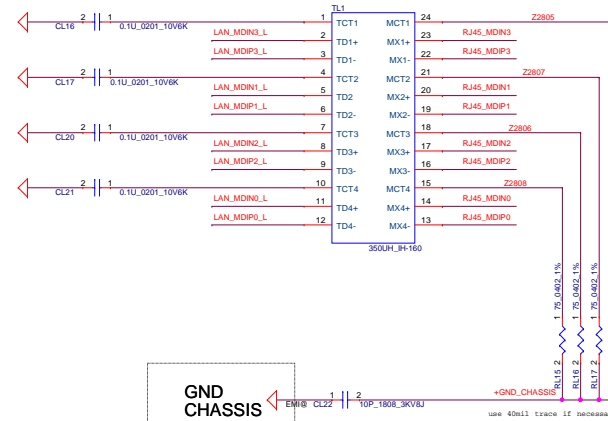 TL1
2 1 1 TCT1 MCT1 24 Z2805
CL16 0.1U_0201_10V6K
LAN_MDIN3_L 2 TD1+ MX1+ 23 RJ45_MDIN3
LAN_MDIP3_L 3 TD1- MX1- 22 RJ45_MDIP3
2 1 4 TCT2 MCT2 21 Z2807
CL17 0.1U_0201_10V6K
LAN_MDIN1_L 5 TD2 MX2+ 20 RJ45_MDIN1
LAN_MDIP1_L 6 TD2- MX2- 19 RJ45_MDIP1
2 1 7 TCT3 MCT3 18 Z2806
CL20 0.1U_0201_10V6K
LAN_MDIN2_L 8 TD3+ MX3+ 17 RJ45_MDIN2
LAN_MDIP2_L 9 TD3- MX3- 16 RJ45_MDIP2
2 1 10 TCT4 MCT4 15 Z2808
CL21 0.1U_0201_10V6K
LAN_MDIN0_L 11 TD4+ MX4+ 14 RJ45_MDIN0
LAN_MDIP0_L 12 TD4- MX4- 13 RJ45_MDIP0
350UH_IH-160
1 75_0402_1%
1 75_0402_1%
1 75_0402_1%
RL15 2
RL16 2
RL17 2
GND
CHASSIS
EMI@ CL22 1 2 10P_1808_3KV8J
+GND_CHASSIS
use 40mil trace if necessa